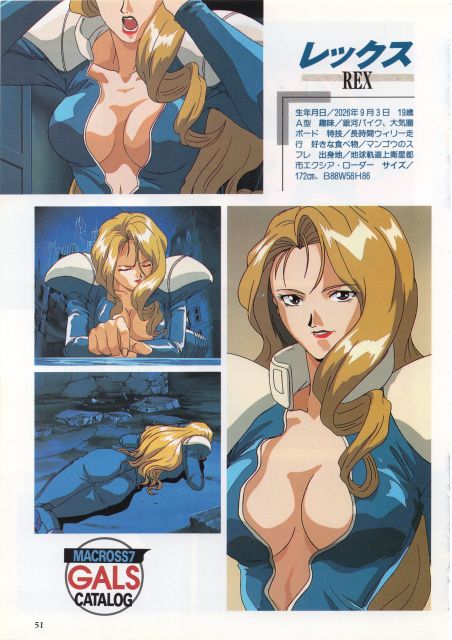 レックス
REX
生年月日／2026年9月3日　19歳
A型　趣味／銀河バイク、大気圏
ボード　特技／長時間ウィリー走
行　好きな食べ物／マンゴウのス
フレ　出身地／地球軌道上衛星都
市エクシア・ローダー　サイズ／
172cm、B88W58H86
MACROSS7
GALS
CATALOG
51